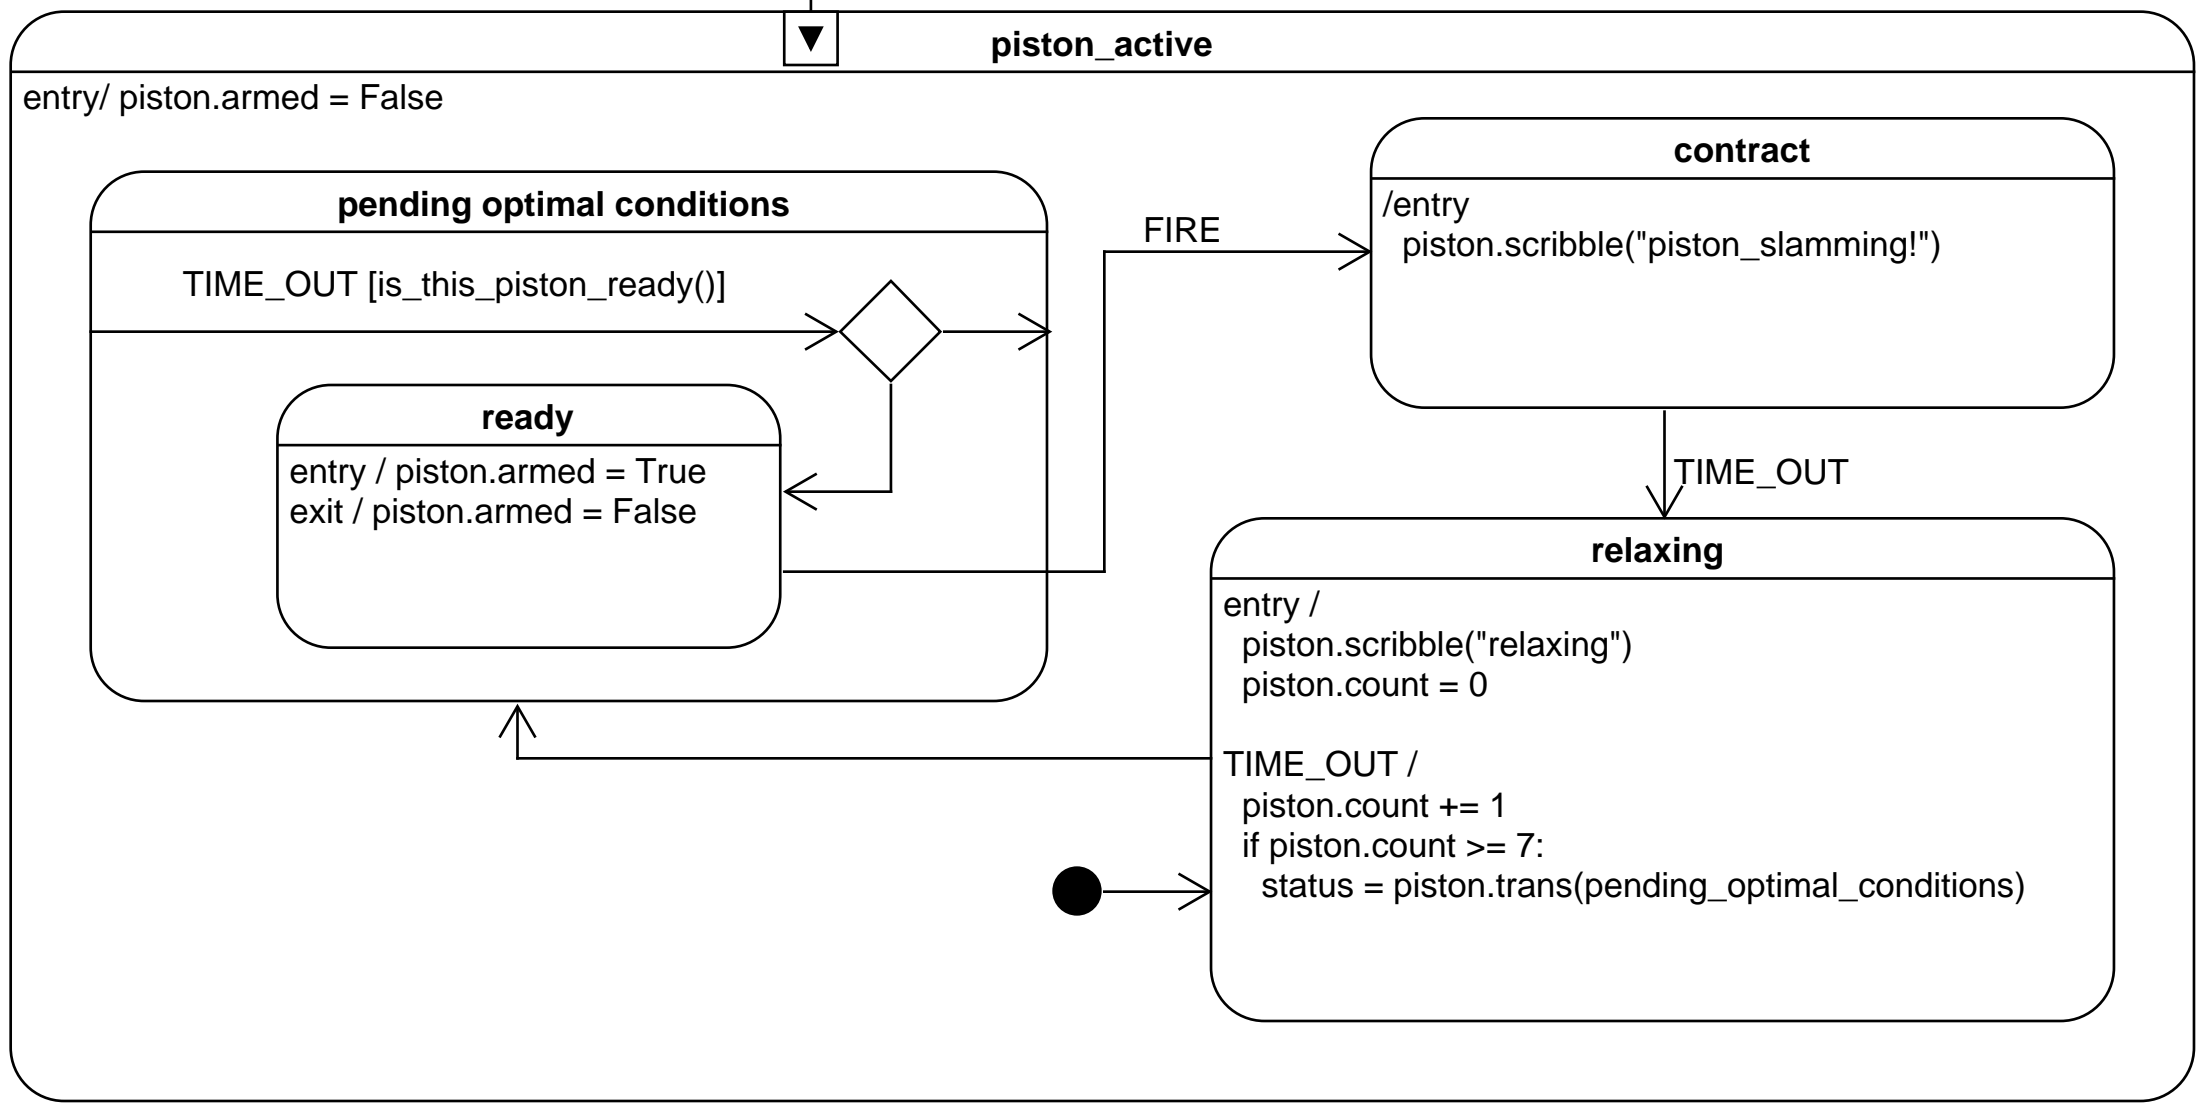 piston_active
entry/ piston.armed = False
pending optimal conditions
TIME_OUT [is_this_piston_ready()]
ready
entry / piston.armed = True
exit / piston.armed = False
FIRE
contract
/entry
piston.scribble("piston_slamming!")
TIME_OUT
relaxing
entry /
piston.scribble("relaxing")
piston.count = 0
TIME_OUT /
piston.count += 1
if piston.count >= 7:
status = piston.trans(pending_optimal_conditions)